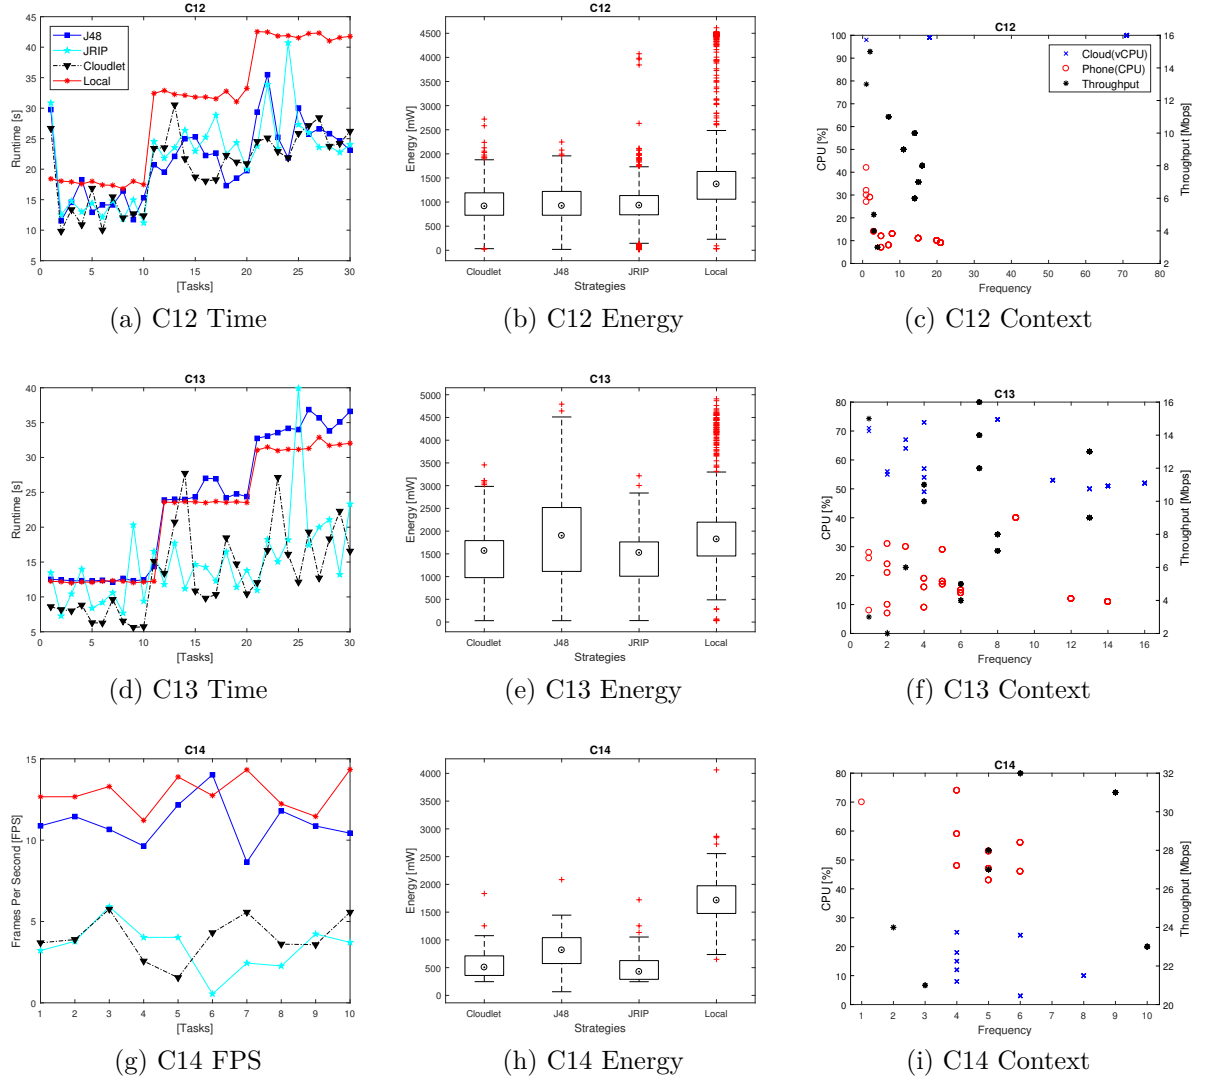 C12
45
40
35
30
25
20
15
10
5
0 5 10 15 20 25 30
Runtime [s]
[Tasks]
J48
JRIP
Cloudlet
Local
(a) C12 Time
C12
4500
4000
3500
3000
2500
2000
1500
1000
500
0
Energy [mW]
Cloudlet J48 JRIP Local
Strategies
(b) C12 Energy
C12
100
90
80
70
60
50
40
30
20
10
0
CPU [%]
16
14
12
10
8
6
4
2
Throughput [Mbps]
0 10 20 30 40 50 60 70 80
Frequency
Cloud(vCPU)
Phone(CPU)
Throughput
(c) C12 Context
C13
40
35
30
25
20
15
10
5
0 5 10 15 20 25 30
Runtime [s]
[Tasks]
(d) C13 Time
C13
5000
4500
4000
3500
3000
2500
2000
1500
1000
500
0
Energy [mW]
Cloudlet J48 JRIP Local
Strategies
(e) C13 Energy
C13
80
70
60
50
40
30
20
10
0
CPU [%]
16
14
12
10
8
6
4
2
Throughput [Mbps]
0 2 4 6 8 10 12 14 16
Frequency
(f) C13 Context
C14
15
10
5
0
Frames Per Second [FPS]
1 2 3 4 5 6 7 8 9 10
[Tasks]
(g) C14 FPS
C14
4000
3500
3000
2500
2000
1500
1000
500
0
Energy [mW]
Cloudlet J48 JRIP Local
Strategies
(h) C14 Energy
C14
80
70
60
50
40
30
20
10
0
CPU [%]
32
30
28
26
24
22
20
Throughput [Mbps]
1 2 3 4 5 6 7 8 9 10
Frequency
(i) C14 Context